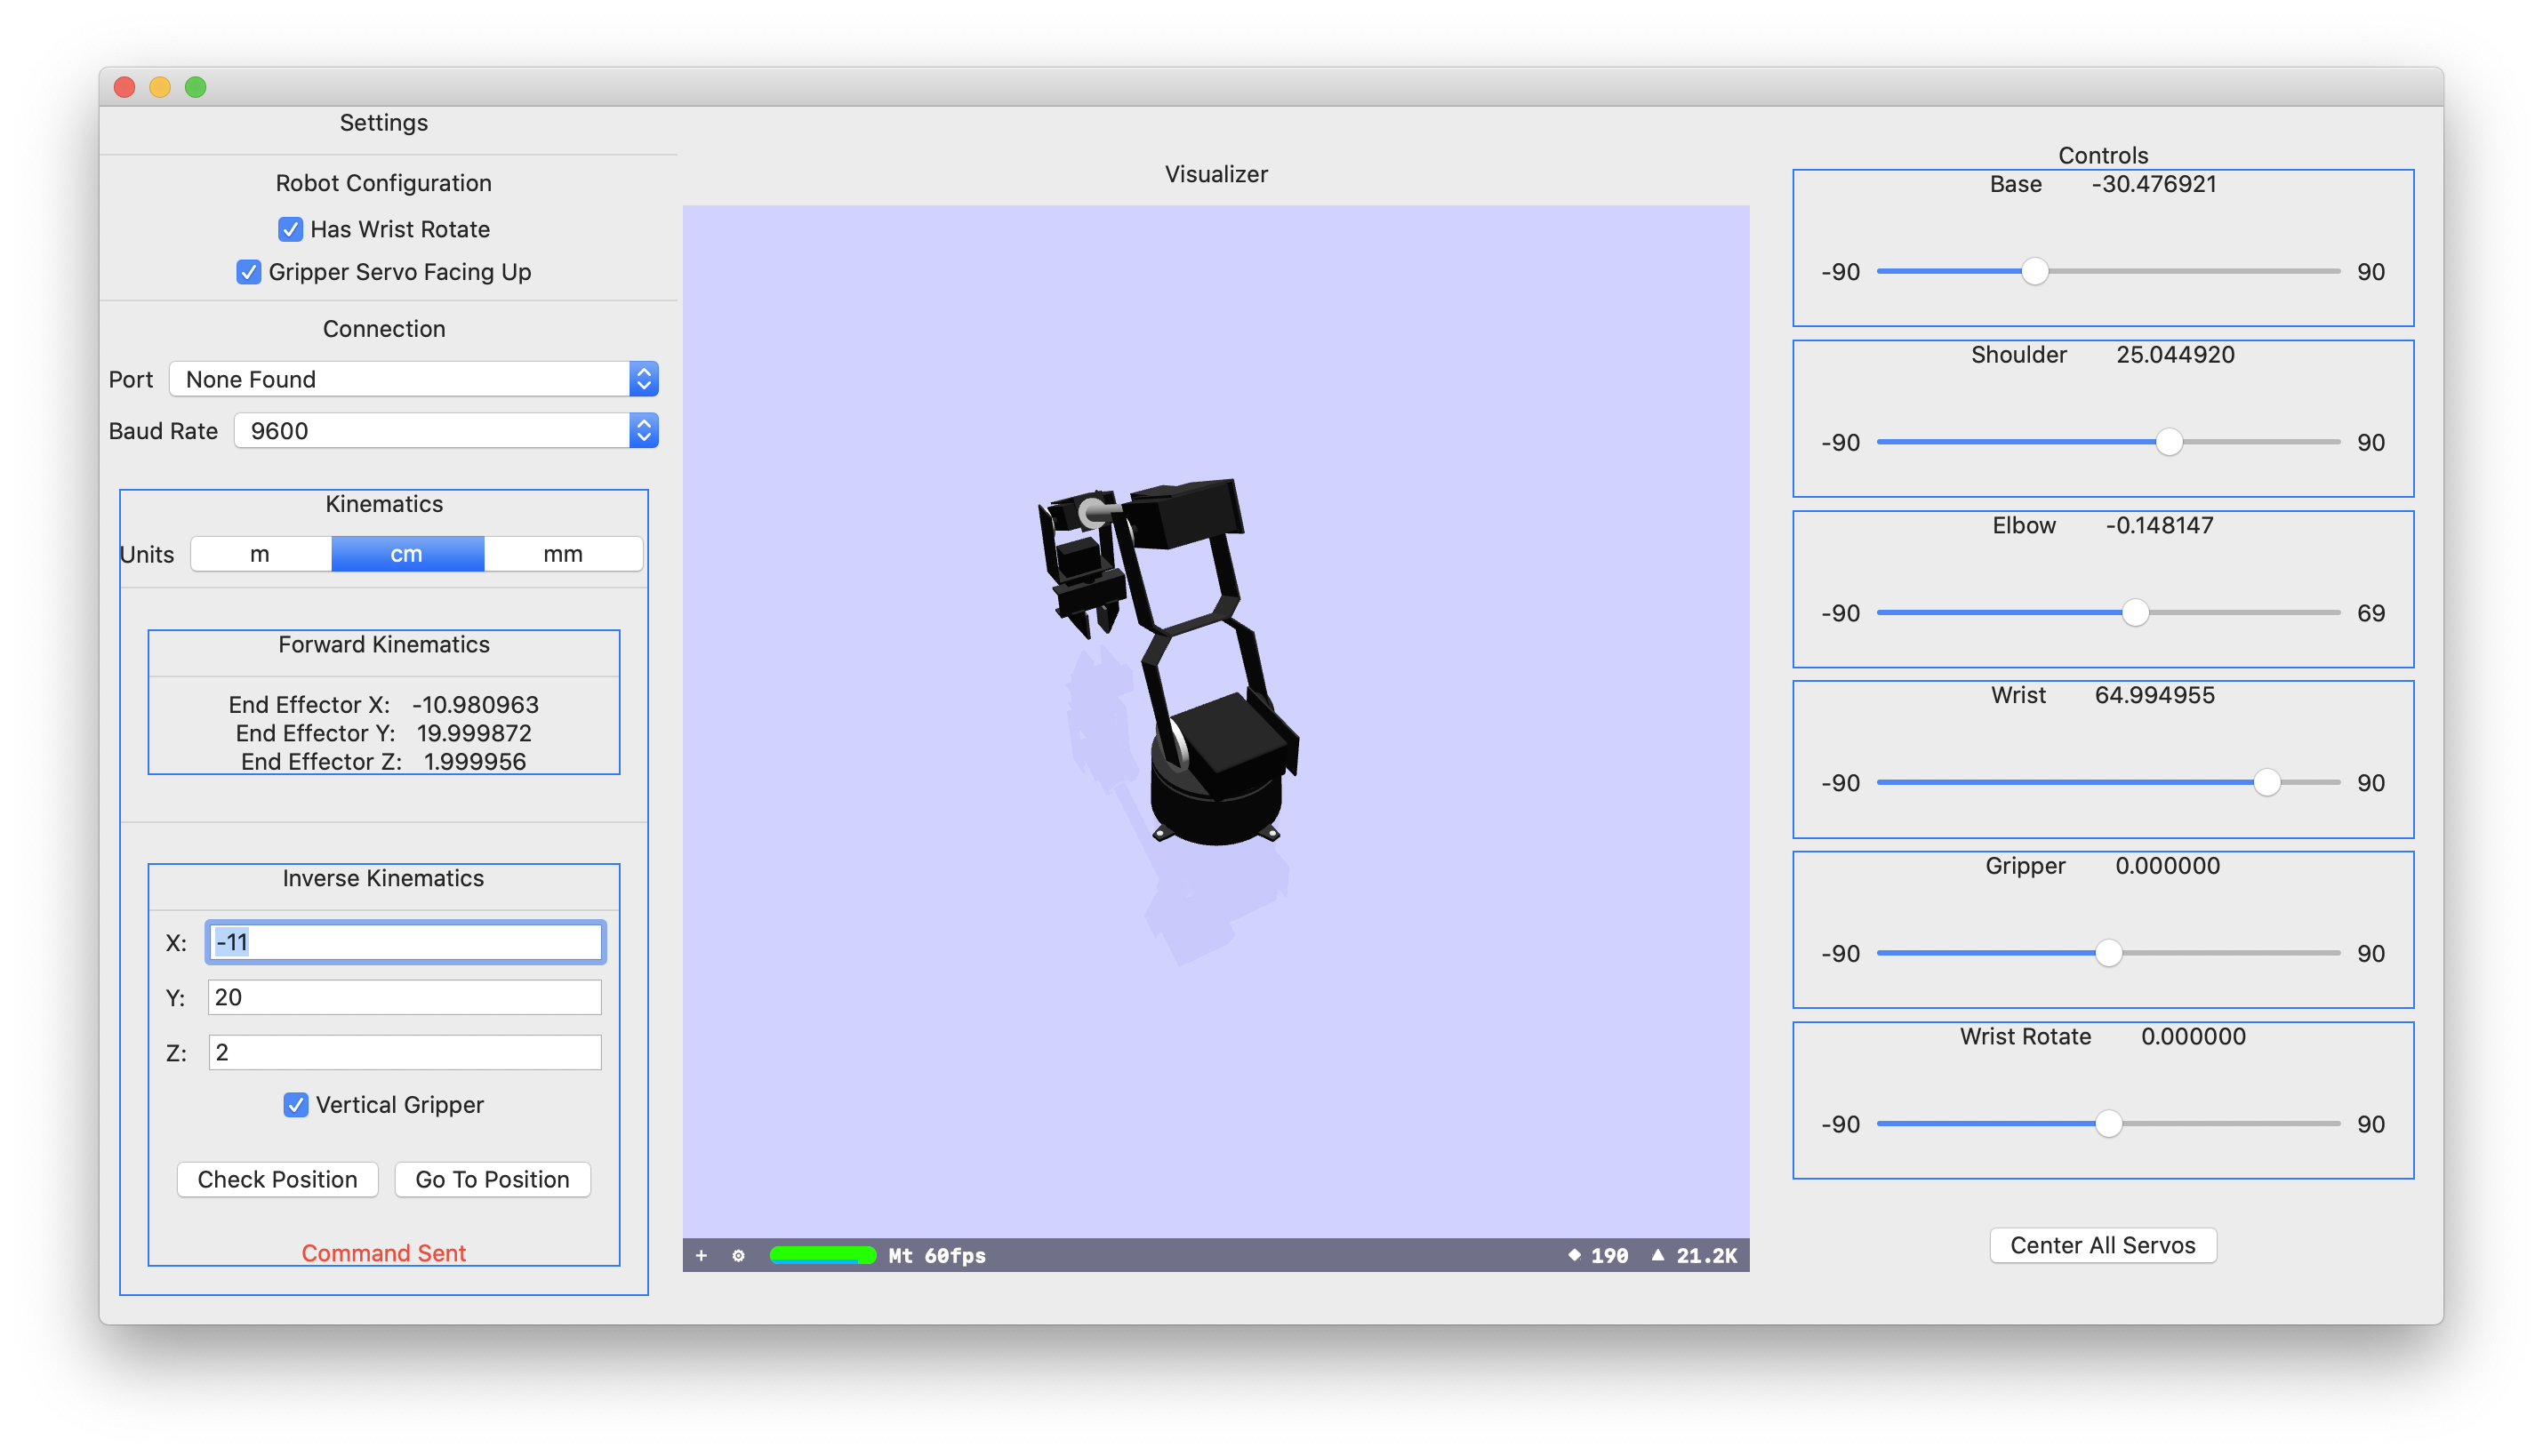 Settings
Robot Configuration
Has Wrist Rotate
Gripper Servo Facing Up
Connection
Port None Found
Baud Rate 9600
Kinematics
Units m cm mm
Forward Kinematics
End Effector X: -10.980963
End Effector Y: 19.999872
End Effector Z: 1.999956
Inverse Kinematics
X: -11
Y: 20
Z: 2
Vertical Gripper
Check Position Go To Position
Command Sent
Visualizer
+ Mt 60fps 190 21.2K
Controls
Base -30.476921
-90 90
Shoulder 25.044920
-90 90
Elbow -0.148147
-90 69
Wrist 64.994955
-90 90
Gripper 0.000000
-90 90
Wrist Rotate 0.000000
-90 90
Center All Servos